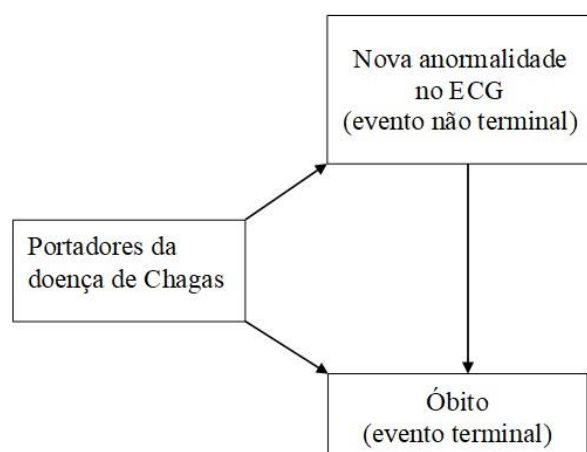 Nova anormalidade
no ECG
(evento não terminal)
Portadores da
doença de Chagas
Óbito
(evento terminal)